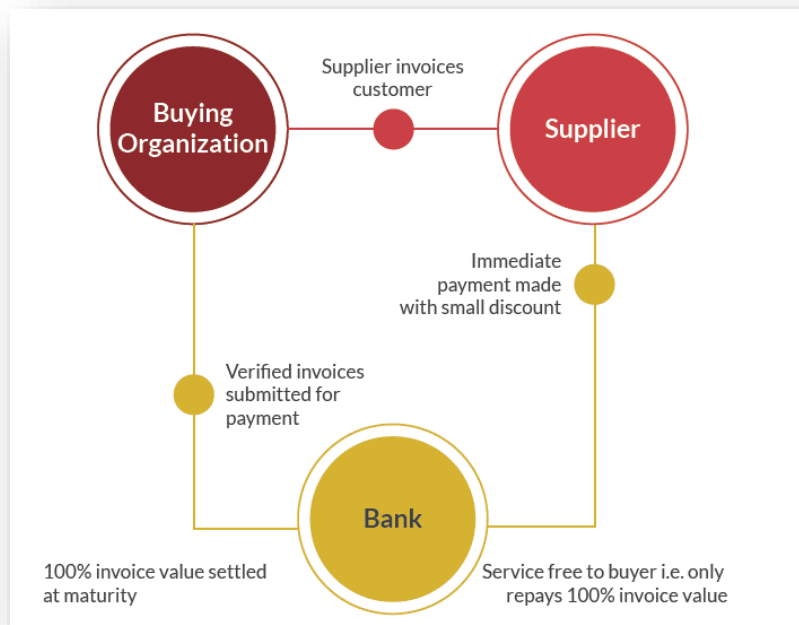 Supplier invoices
customer
Buying
Organization
Supplier
Immediate
payment made
with small discount
Verified invoices
submitted for
payment
Bank
100% invoice value settled
at maturity
Service free to buyer i.e. only
repays 100% invoice value